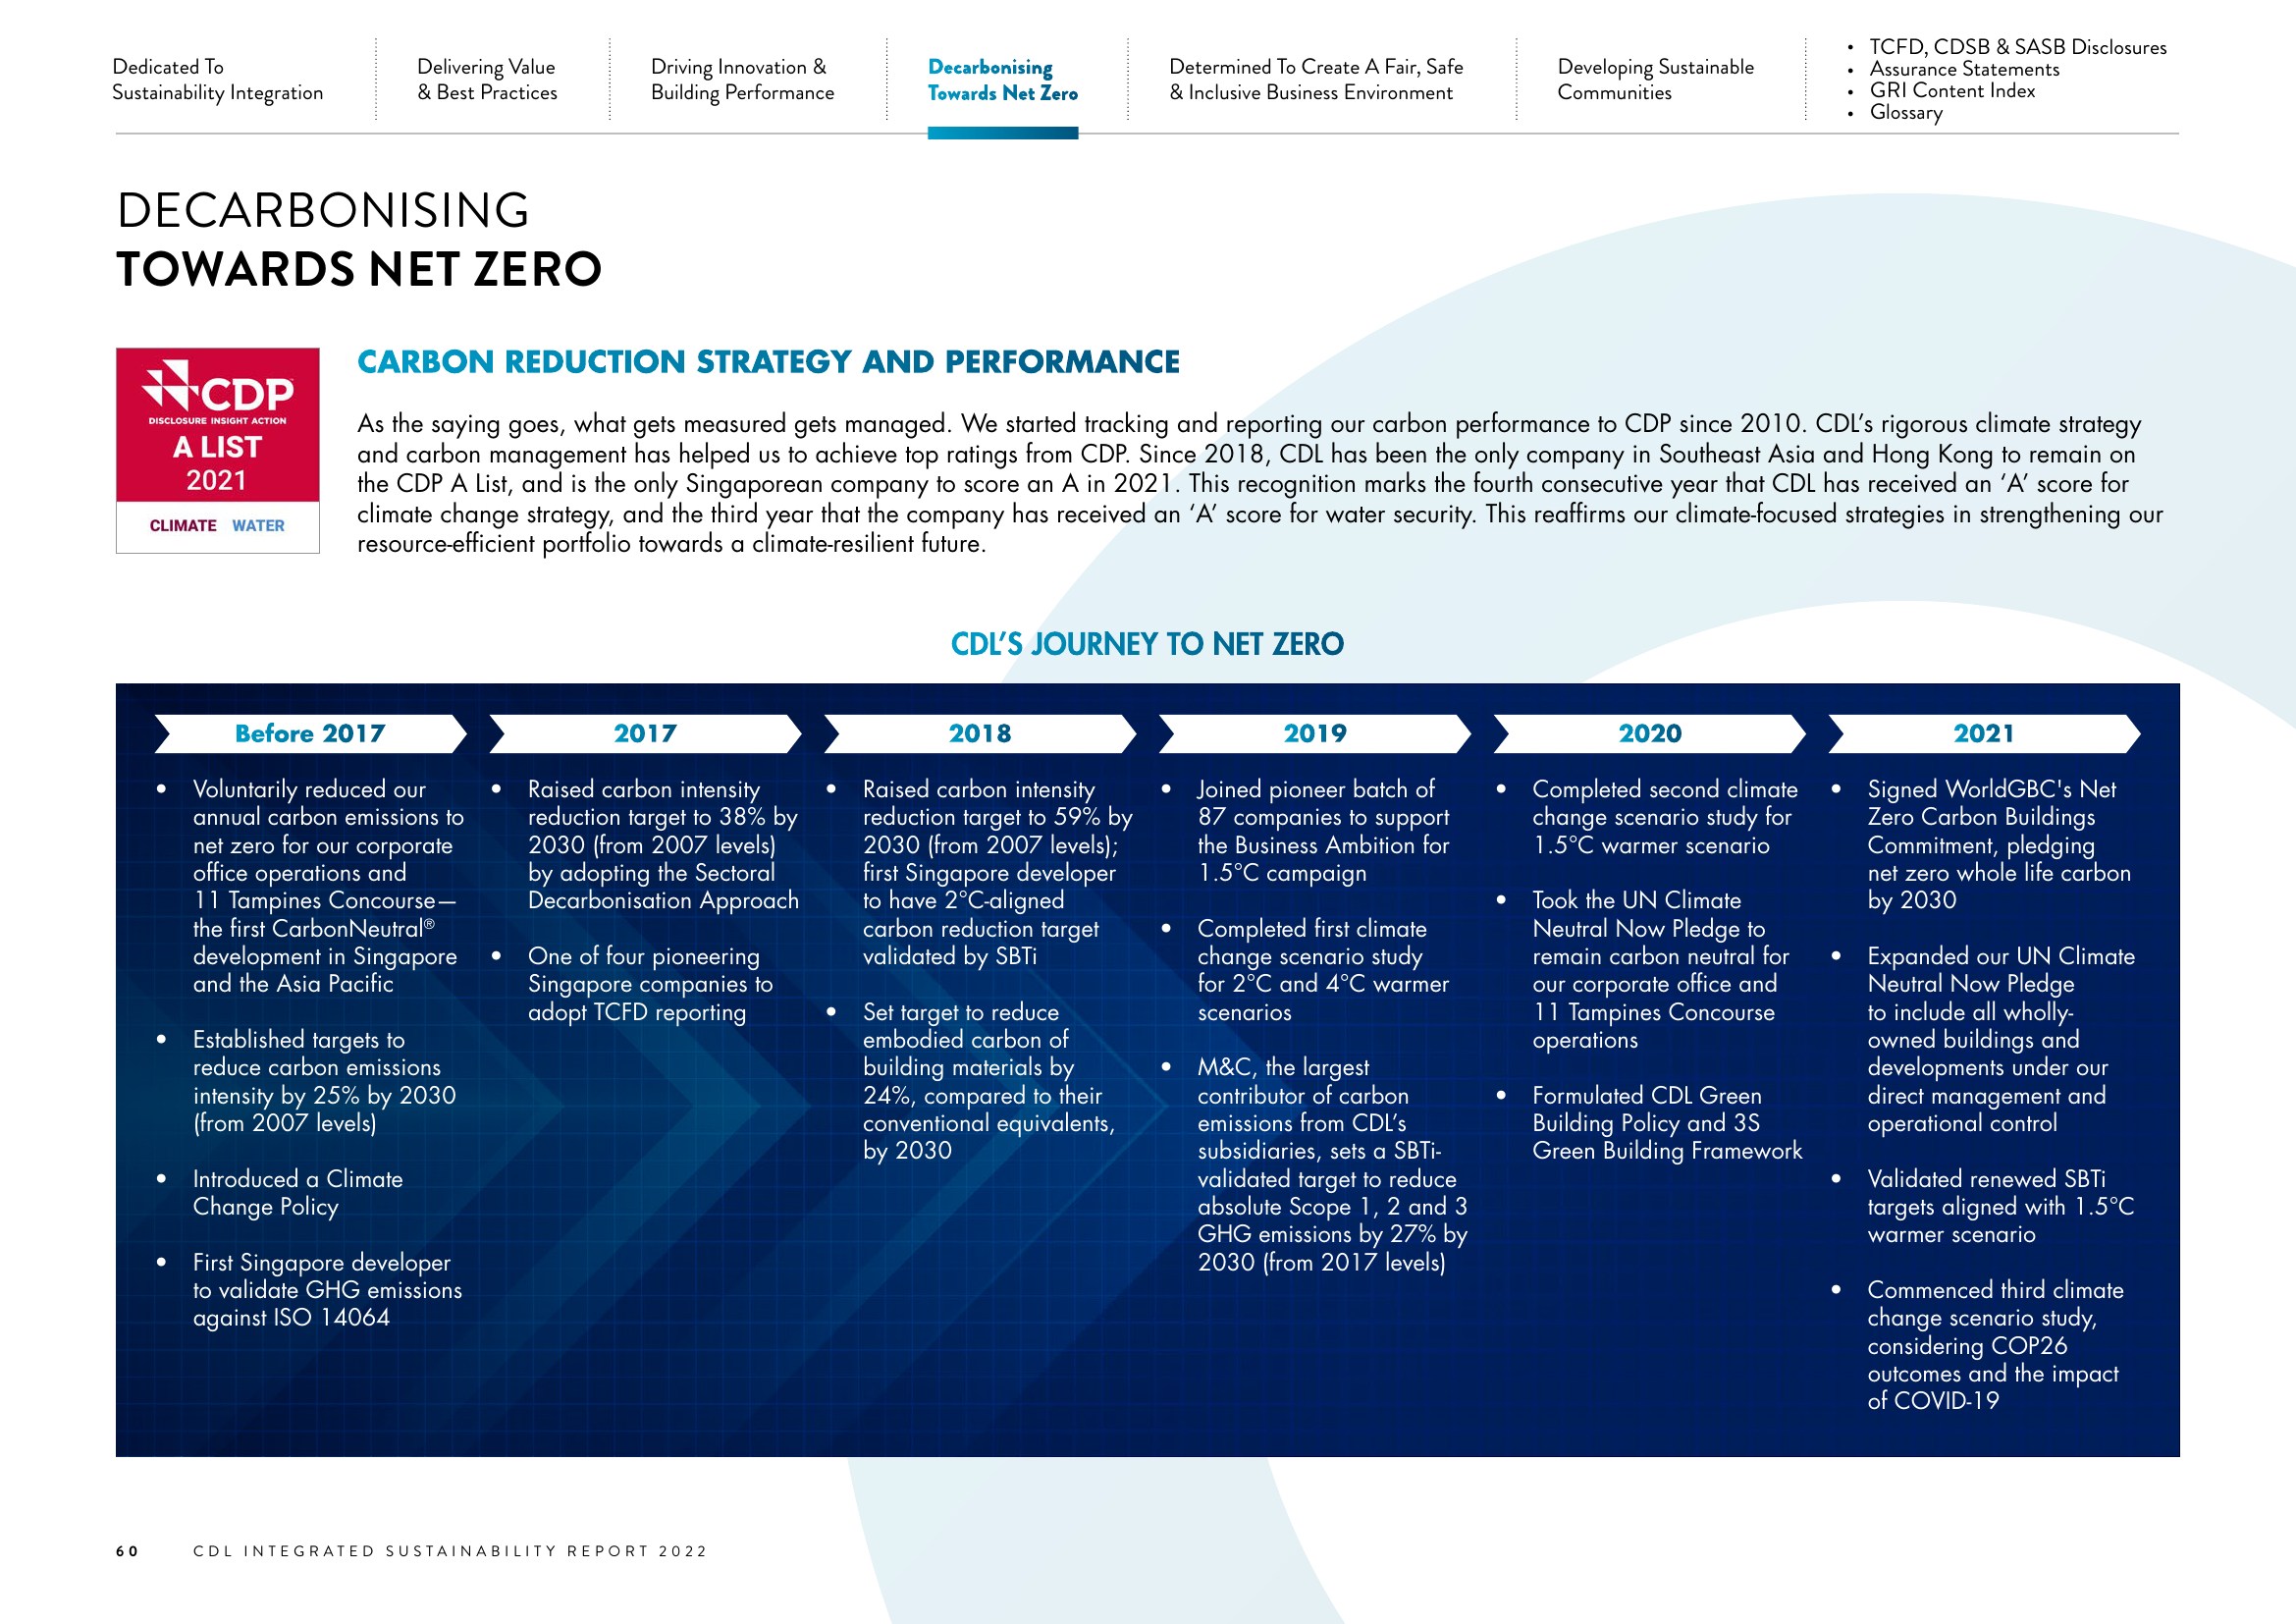 Dedicated To
Sustainability Integration
Delivering Value
& Best Practices
Driving Innovation &
Building Performance
Decarbonising
Towards Net Zero
Determined To Create A Fair, Safe
& Inclusive Business Environment
Developing Sustainable
Communities
• TCFD, CDSB & SASB Disclosures
• Assurance Statements
• GRI Content Index
• Glossary
DECARBONISING
TOWARDS NET ZERO
CDP
DISCLOSURE INSIGHT ACTION
A LIST
2021
CLIMATE WATER
CARBON REDUCTION STRATEGY AND PERFORMANCE
As the saying goes, what gets measured gets managed. We started tracking and reporting our carbon performance to CDP since 2010. CDL’s rigorous climate strategy
and carbon management has helped us to achieve top ratings from CDP. Since 2018, CDL has been the only company in Southeast Asia and Hong Kong to remain on
the CDP A List, and is the only Singaporean company to score an A in 2021. This recognition marks the fourth consecutive year that CDL has received an ‘A’ score for
climate change strategy, and the third year that the company has received an ‘A’ score for water security. This reaffirms our climate-focused strategies in strengthening our
resource-efficient portfolio towards a climate-resilient future.
CDL’S JOURNEY TO NET ZERO
Before 2017
• Voluntarily reduced our
annual carbon emissions to
net zero for our corporate
office operations and
11 Tampines Concourse—
the first CarbonNeutral®
development in Singapore
and the Asia Pacific
• Established targets to
reduce carbon emissions
intensity by 25% by 2030
(from 2007 levels)
• Introduced a Climate
Change Policy
• First Singapore developer
to validate GHG emissions
against ISO 14064
2017
• Raised carbon intensity
reduction target to 38% by
2030 (from 2007 levels)
by adopting the Sectoral
Decarbonisation Approach
• One of four pioneering
Singapore companies to
adopt TCFD reporting
2018
• Raised carbon intensity
reduction target to 59% by
2030 (from 2007 levels);
first Singapore developer
to have 2°C-aligned
carbon reduction target
validated by SBTi
• Set target to reduce
embodied carbon of
building materials by
24%, compared to their
conventional equivalents,
by 2030
2019
• Joined pioneer batch of
87 companies to support
the Business Ambition for
1.5°C campaign
• Completed first climate
change scenario study
for 2°C and 4°C warmer
scenarios
• M&C, the largest
contributor of carbon
emissions from CDL’s
subsidiaries, sets a SBTi-
validated target to reduce
absolute Scope 1, 2 and 3
GHG emissions by 27% by
2030 (from 2017 levels)
2020
• Completed second climate
change scenario study for
1.5°C warmer scenario
• Took the UN Climate
Neutral Now Pledge to
remain carbon neutral for
our corporate office and
11 Tampines Concourse
operations
• Formulated CDL Green
Building Policy and 3S
Green Building Framework
2021
• Signed WorldGBC's Net
Zero Carbon Buildings
Commitment, pledging
net zero whole life carbon
by 2030
• Expanded our UN Climate
Neutral Now Pledge
to include all wholly-
owned buildings and
developments under our
direct management and
operational control
• Validated renewed SBTi
targets aligned with 1.5°C
warmer scenario
• Commenced third climate
change scenario study,
considering COP26
outcomes and the impact
of COVID-19
60 CDL INTEGRATED SUSTAINABILITY REPORT 2022